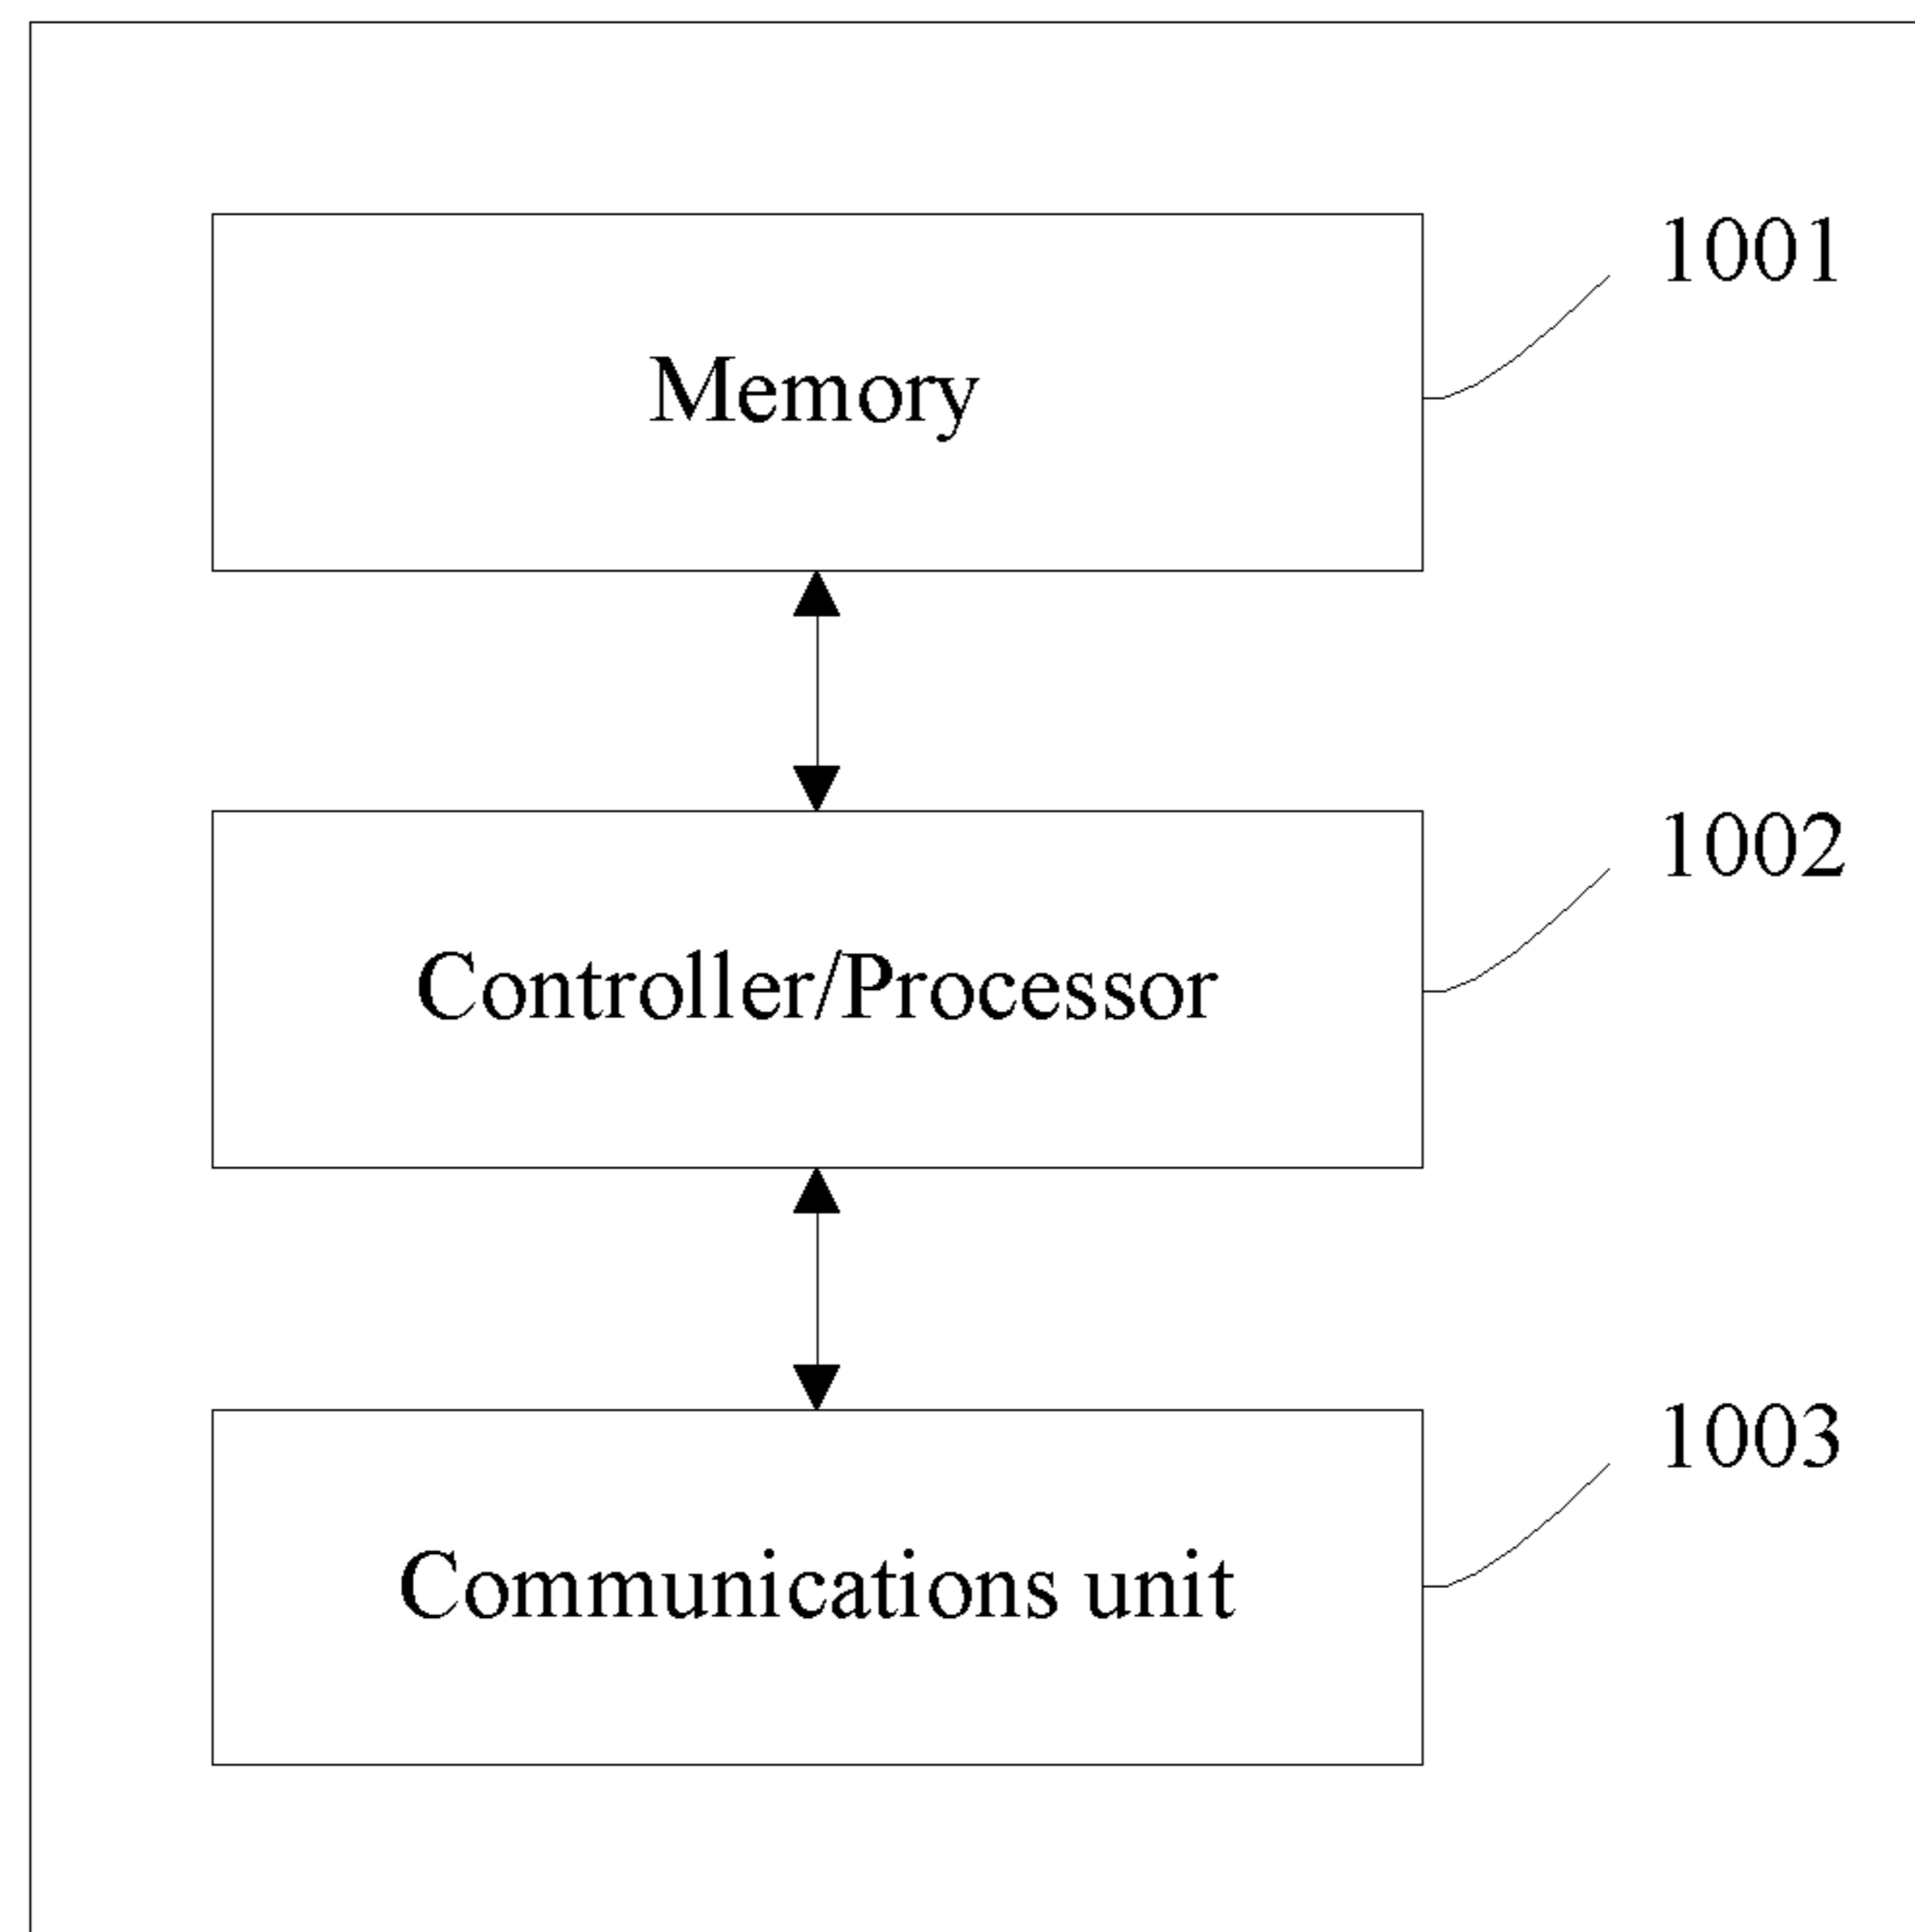 1001
Memory
1002
Controller/Processor
1003
Communications unit